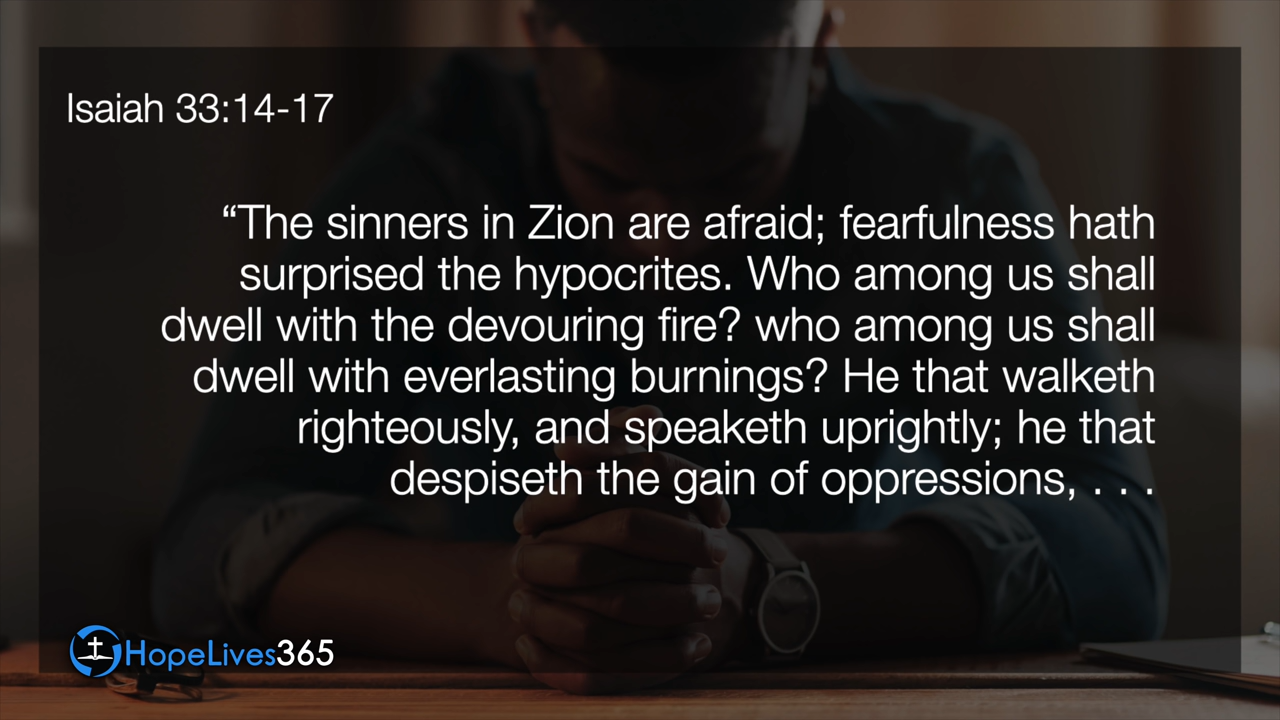 Isaiah 33:14-17
“The sinners in Zion are afraid; fearfulness hath
surprised the hypocrites. Who among us shall
dwell with the devouring fire? who among us shall
dwell with everlasting burnings? He that walketh
righteously, and speaketh uprightly; he that
despiseth the gain of oppressions, . . .
HopeLives365